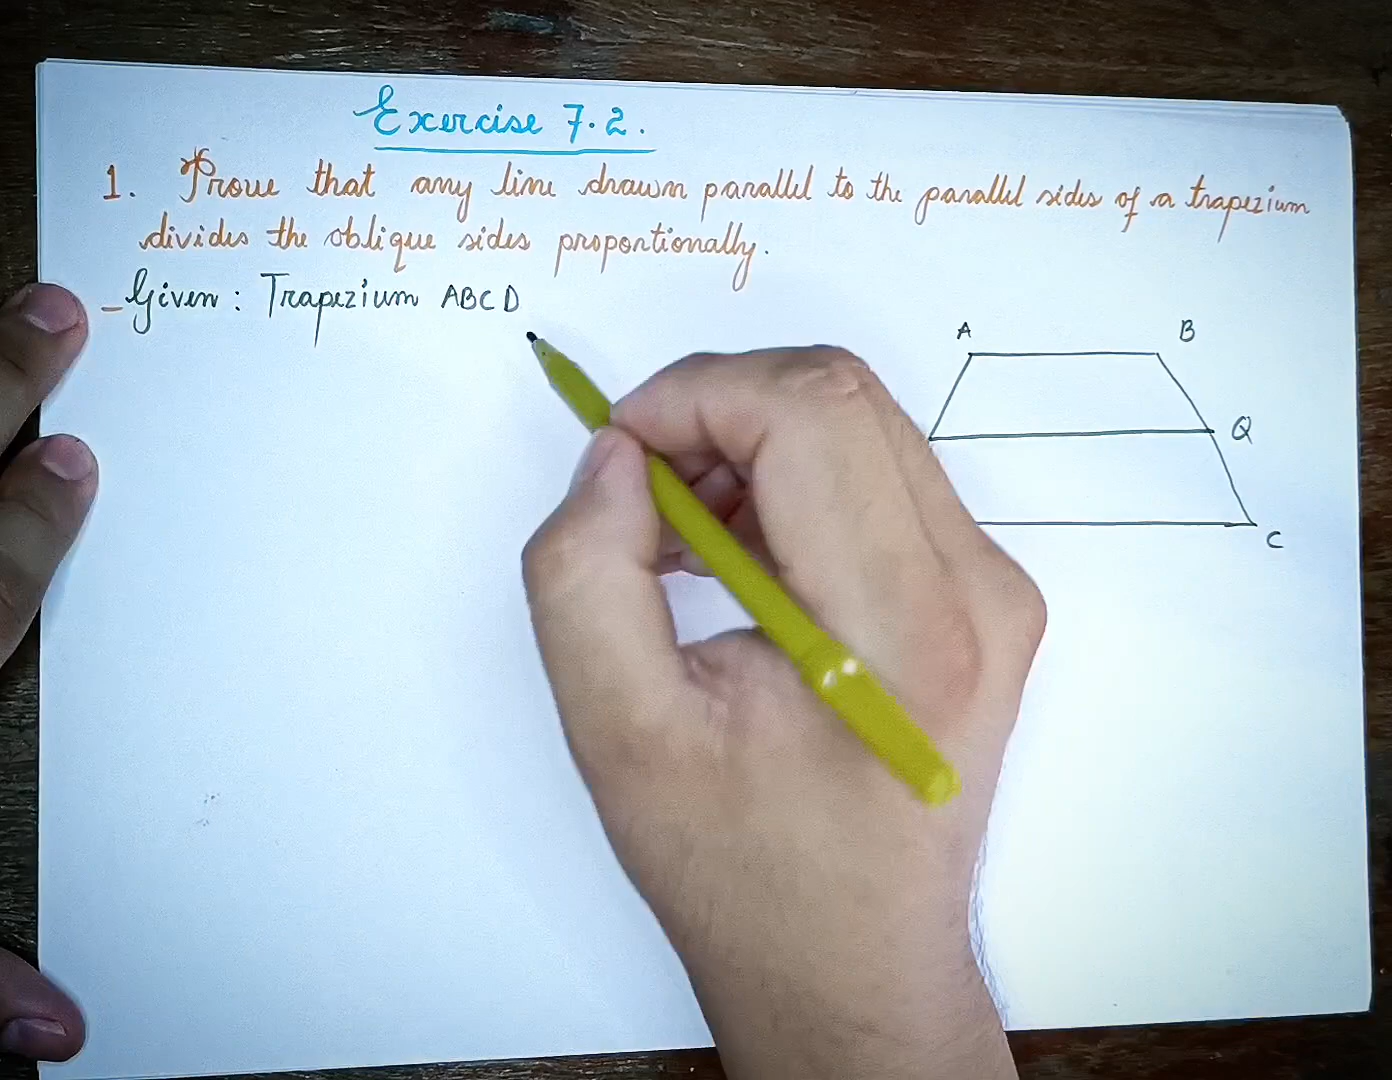 Exercise 7.2.
1. Prove that any line drawn parallel to the parallel sides of a trapezium
divides the oblique sides proportionally.
Given : Trapezium ABCD
A B
Q
C